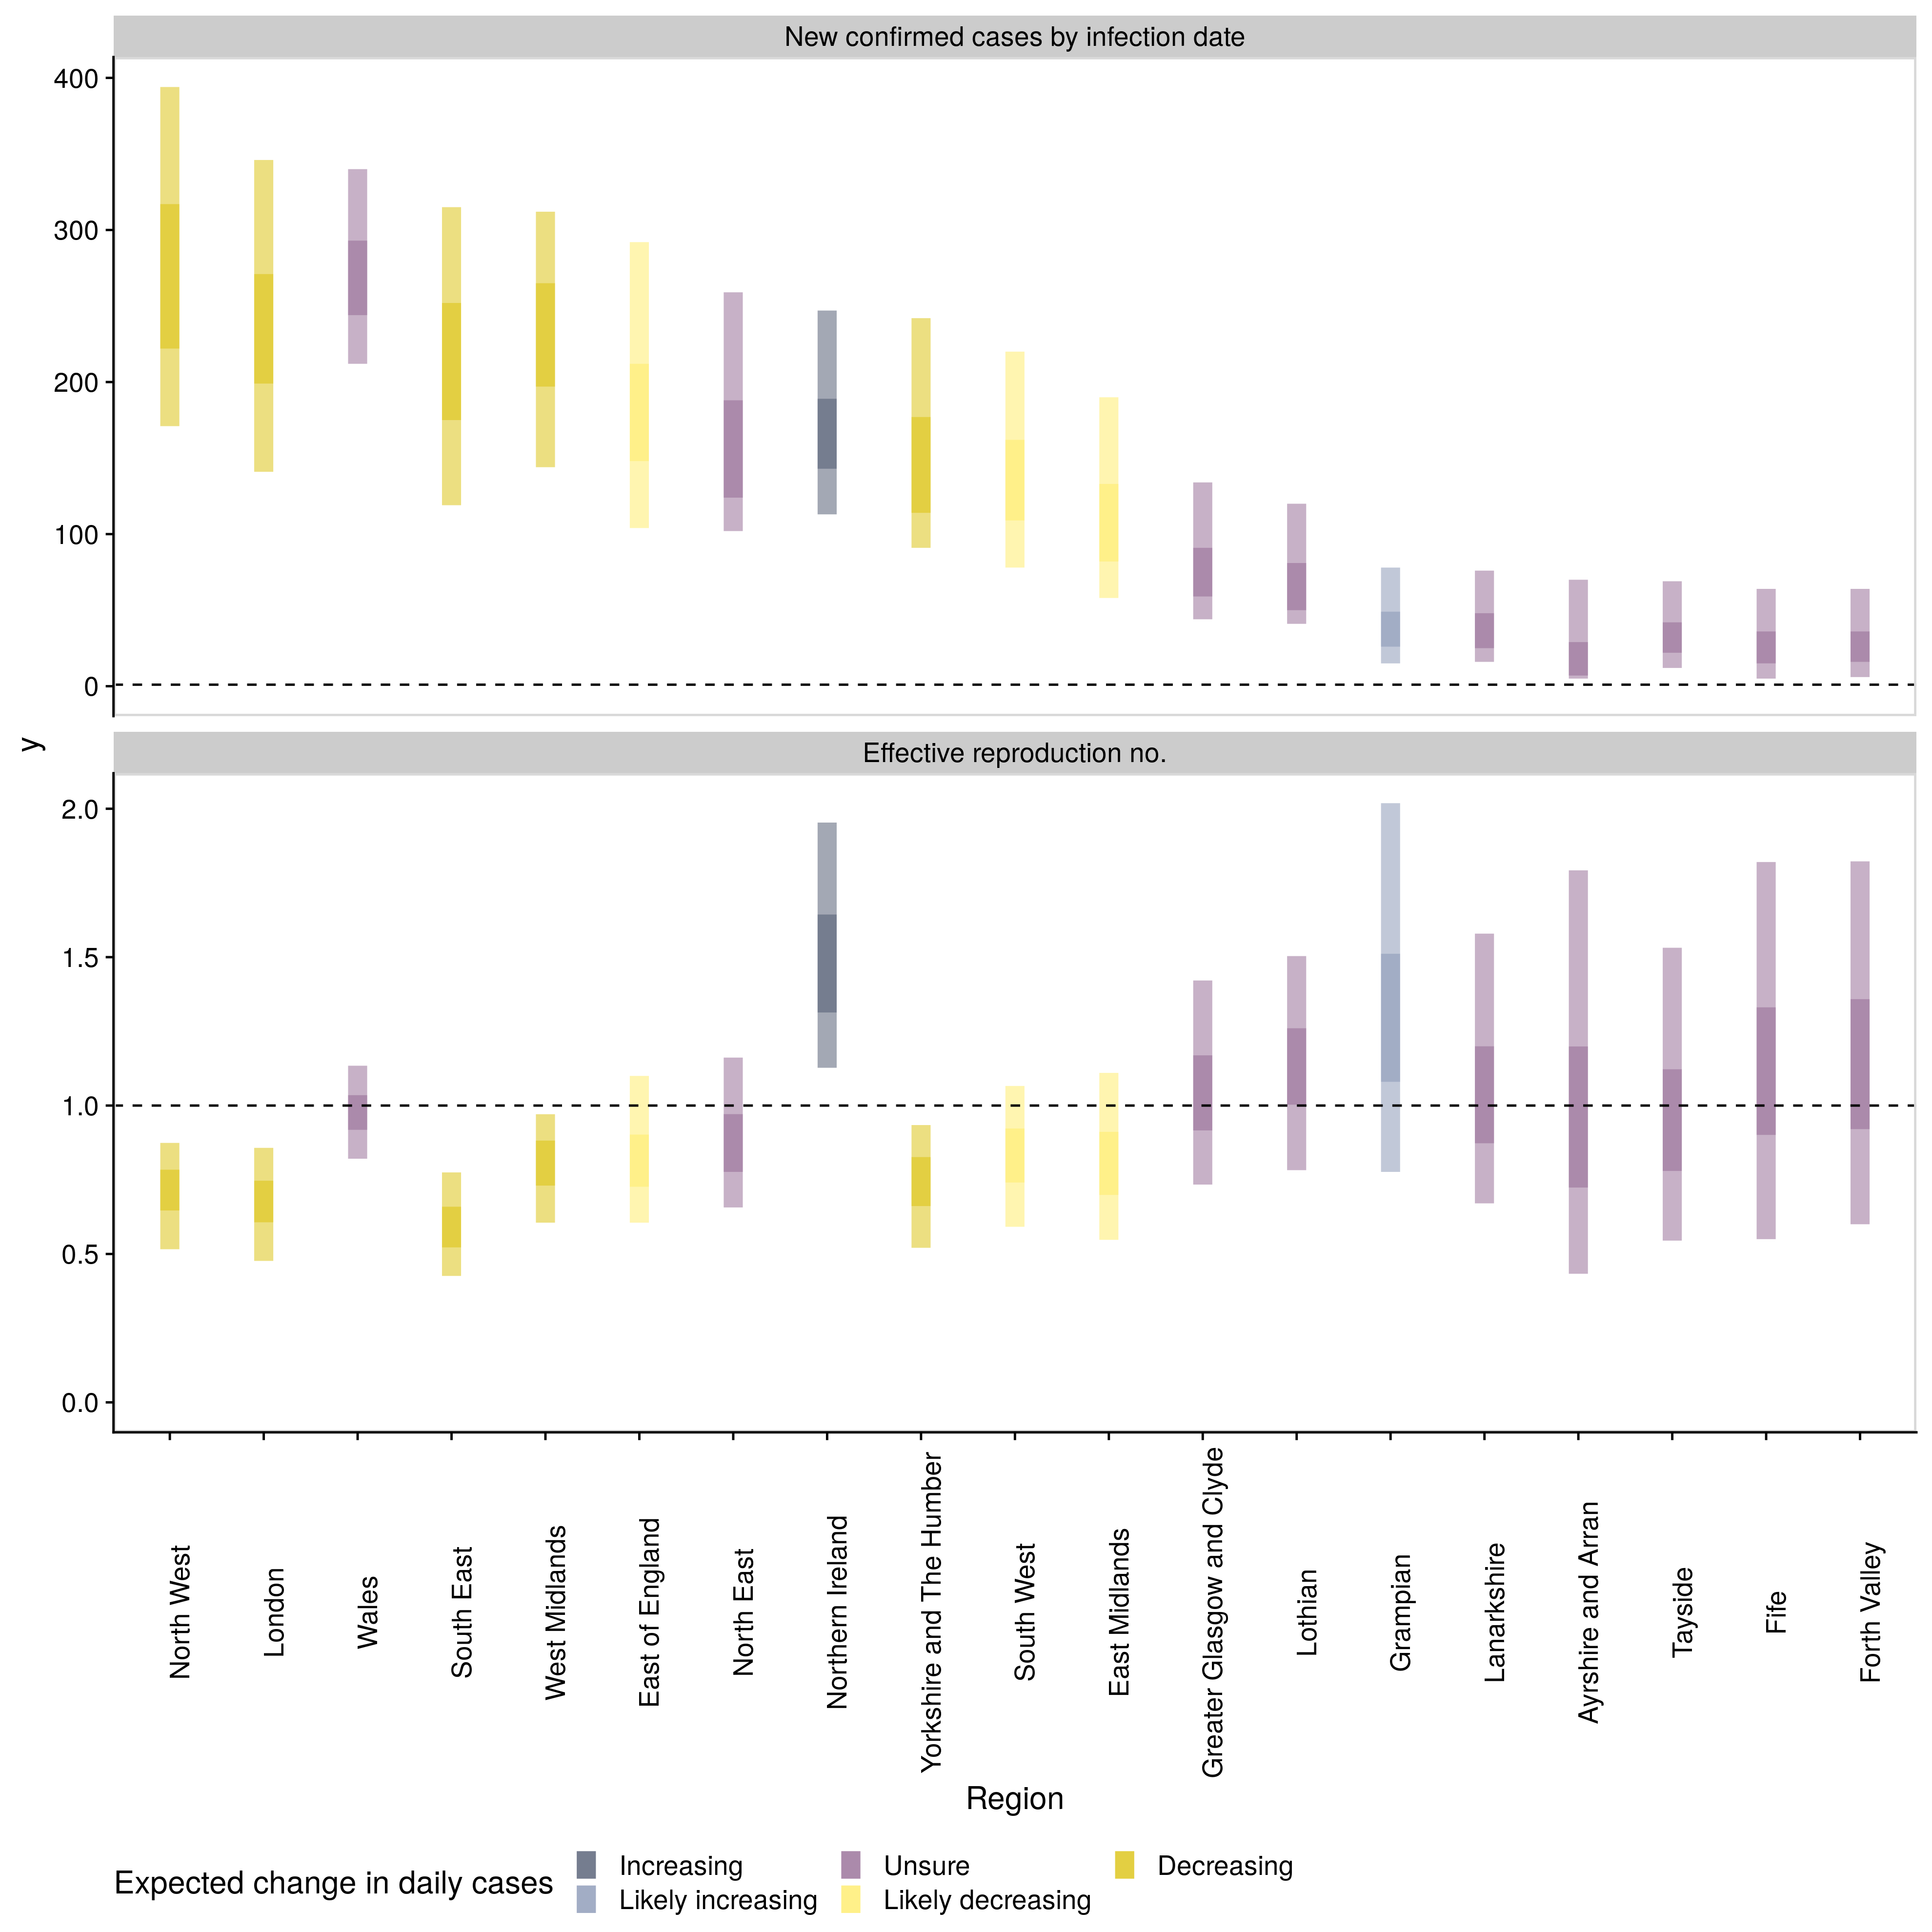 New confirmed cases by infection date
400
300
200
100
0
y
Effective reproduction no.
2.0
1.5
1.0
0.5
0.0
North West
London
Wales
South East
West Midlands
East of England
North East
Northern Ireland
Yorkshire and The Humber
South West
East Midlands
Greater Glasgow and Clyde
Lothian
Grampian
Lanarkshire
Ayrshire and Arran
Tayside
Fife
Forth Valley
Region
Expected change in daily cases
Increasing
Unsure
Decreasing
Likely increasing
Likely decreasing